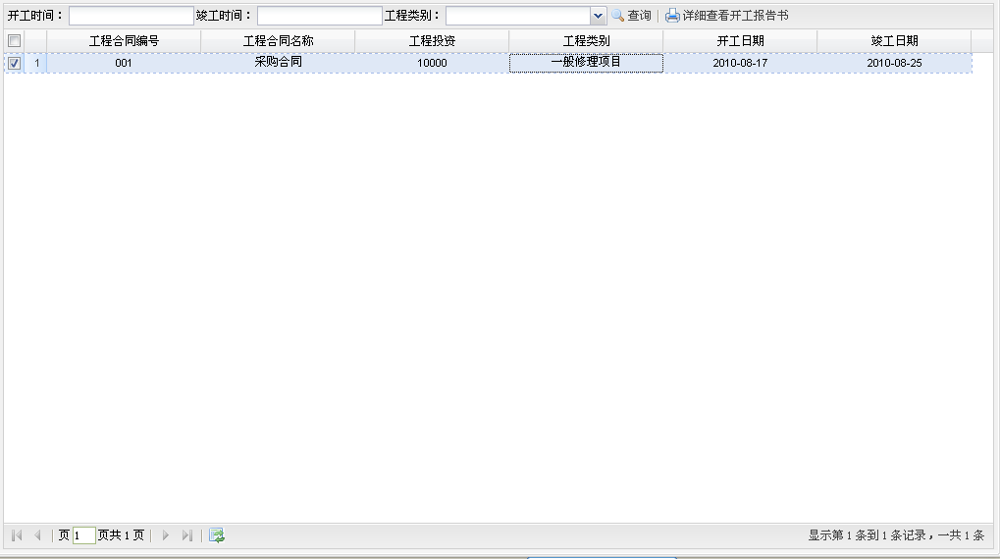 开工时间： 竣工时间： 工程类别： 查询 详细查看开工报告书
工程合同编号 工程合同名称 工程投资 工程类别 开工日期 竣工日期
1 001 采购合同 10000 一般修理项目 2010-08-17 2010-08-25
页 1 页共 1 页 显示第 1 条到 1 条记录，一共 1 条